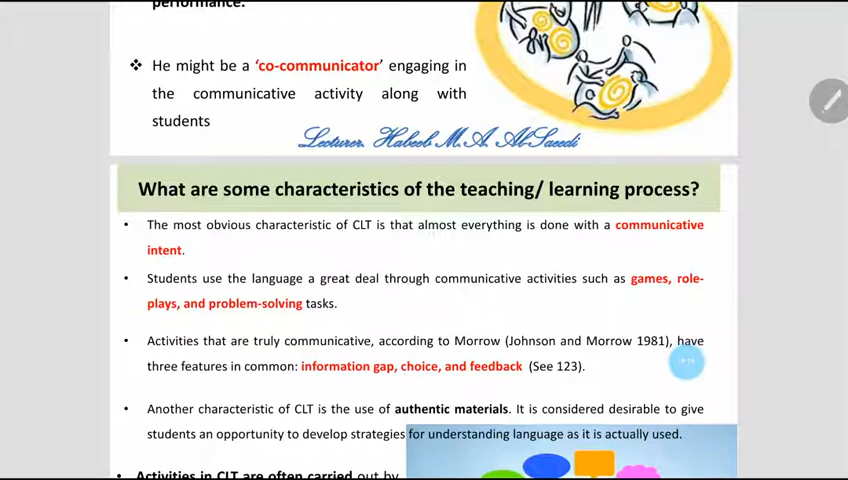 performance.
❖ He might be a ‘co-communicator’ engaging in
the communicative activity along with
students
Lecturer. Habeeb M.A. Al-Saeedi
What are some characteristics of the teaching/ learning process?
• The most obvious characteristic of CLT is that almost everything is done with a communicative
intent.
• Students use the language a great deal through communicative activities such as games, role-
plays, and problem-solving tasks.
• Activities that are truly communicative, according to Morrow (Johnson and Morrow 1981), have
three features in common: information gap, choice, and feedback (See 123).
• Another characteristic of CLT is the use of authentic materials. It is considered desirable to give
students an opportunity to develop strategies for understanding language as it is actually used.
• Activities in CLT are often carried out by